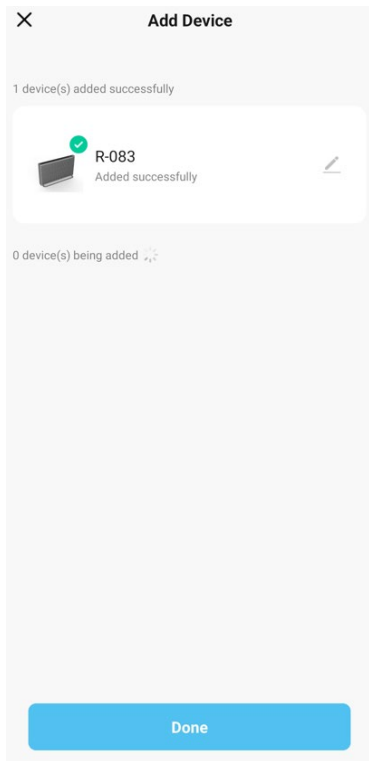 Add Device
1 device(s) added successfully
R-083
Added successfully
0 device(s) being added
Done